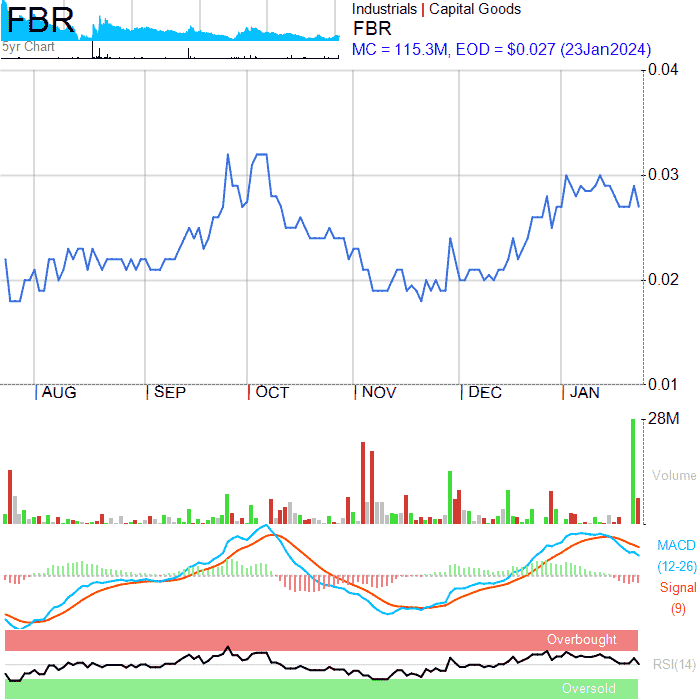 FBR
5yr Chart
Industrials | Capital Goods
FBR
MC = 115.3M, EOD = $0.027 (23Jan2024)
0.04
0.03
0.02
0.01
AUG SEP OCT NOV DEC JAN
28M
Volume
MACD
(12-26)
Signal
(9)
Overbought
RSI(14)
Oversold